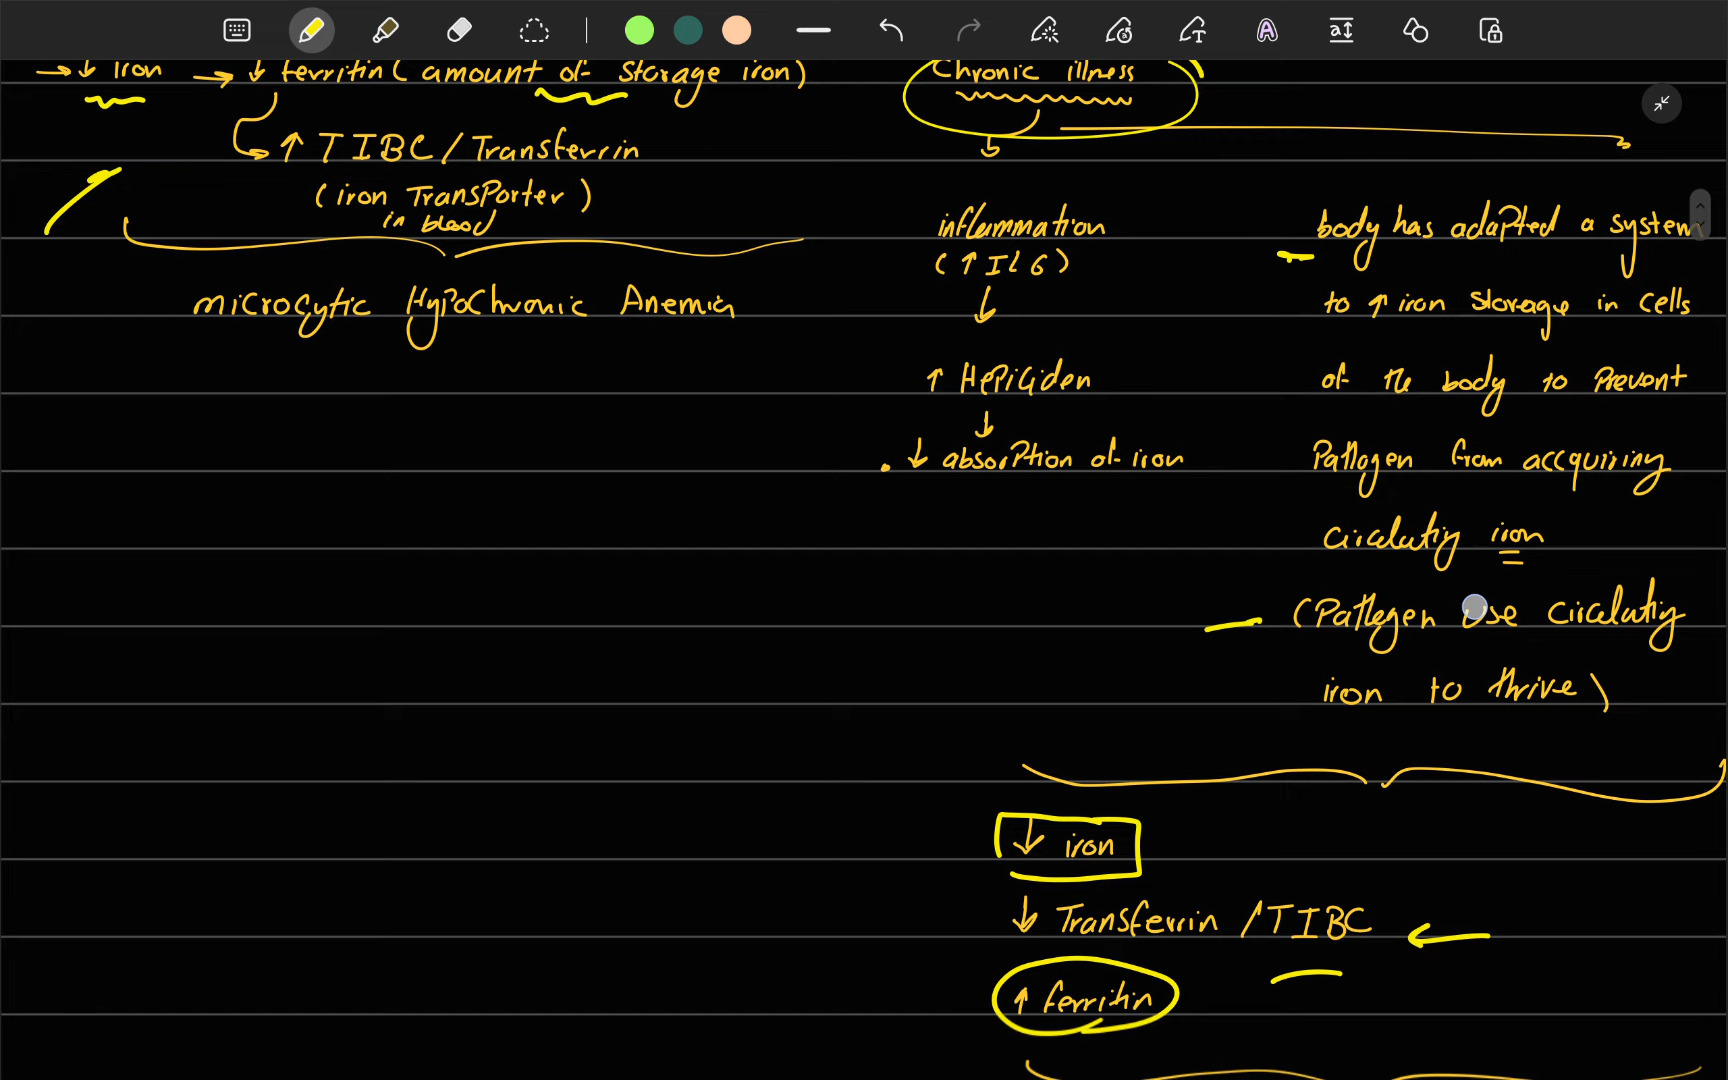 → ↓ iron → ↓ ferritin ( amount of storage iron )
↑ TIBC / Transferrin
( iron TransPorter )
in blood
microcytic HypoChromic Anemia
Chronic illness
inflammation
( ↑ IL 6 )
↓
↑ HePiciden
↓
. ↓ absorPtion of iron
body has adapted a system
to ↑ iron storage in cells
of the body to Prevent
Pathogen from accquiring
Circulating iron
( Pathogen use Circulating
iron to thrive )
↓ iron
↓ Transferrin / TIBC ←
↑ ferritin